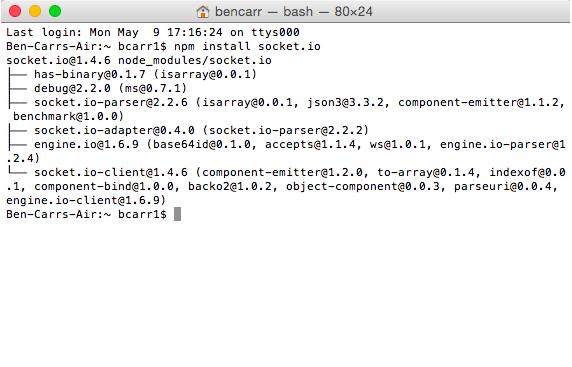 bencarr — bash — 80×24
Last login: Mon May  9 17:16:24 on ttys000
Ben-Carrs-Air:~ bcarr1$ npm install socket.io
socket.io@1.4.6 node_modules/socket.io
├── has-binary@0.1.7 (isarray@0.0.1)
├── debug@2.2.0 (ms@0.7.1)
├── socket.io-parser@2.2.6 (isarray@0.0.1, json3@3.3.2, component-emitter@1.1.2,
 benchmark@1.0.0)
├── socket.io-adapter@0.4.0 (socket.io-parser@2.2.2)
├── engine.io@1.6.9 (base64id@0.1.0, accepts@1.1.4, ws@1.0.1, engine.io-parser@1
.2.4)
└── socket.io-client@1.4.6 (component-emitter@1.2.0, to-array@0.1.4, indexof@0.0
.1, component-bind@1.0.0, backo2@1.0.2, object-component@0.0.3, parseuri@0.0.4,
engine.io-client@1.6.9)
Ben-Carrs-Air:~ bcarr1$